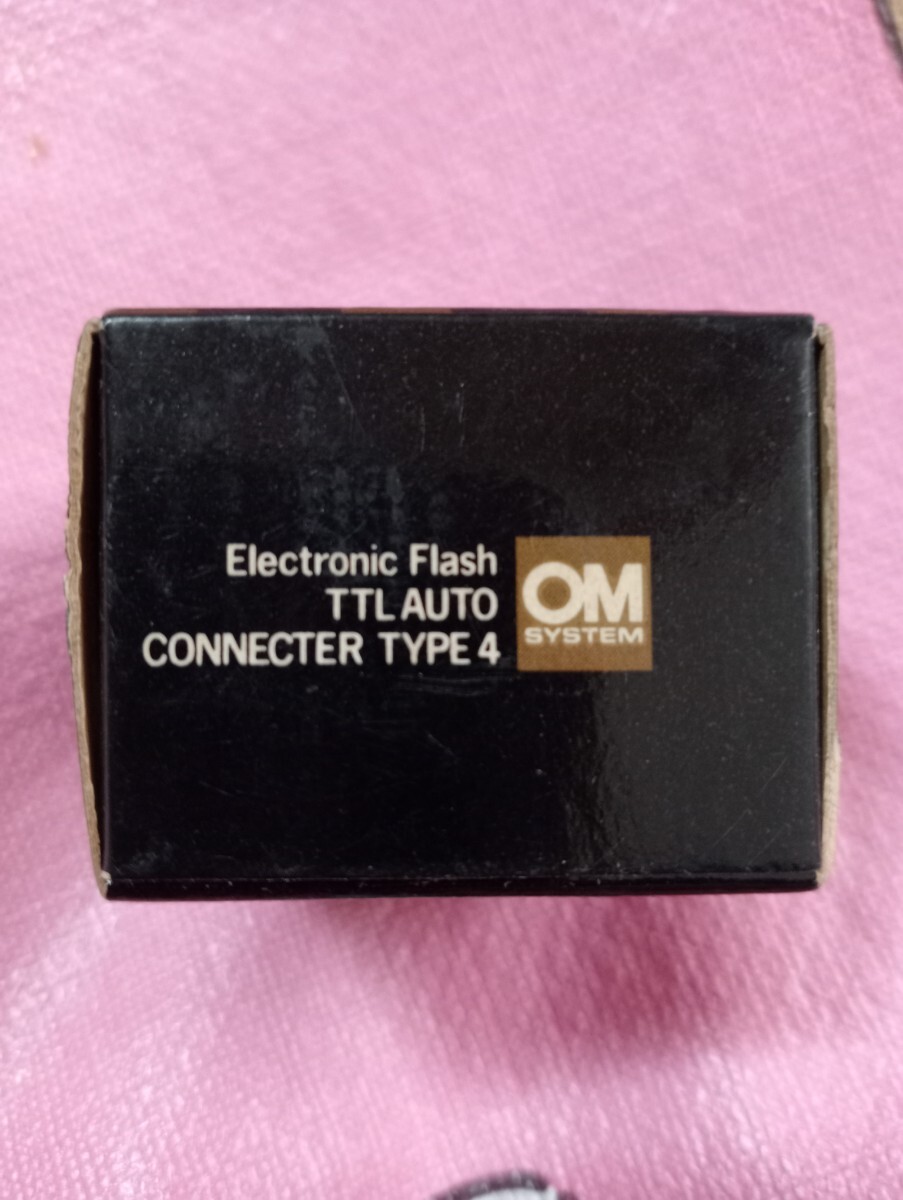 Electronic Flash
TTL AUTO
CONNECTER TYPE 4
OM
SYSTEM